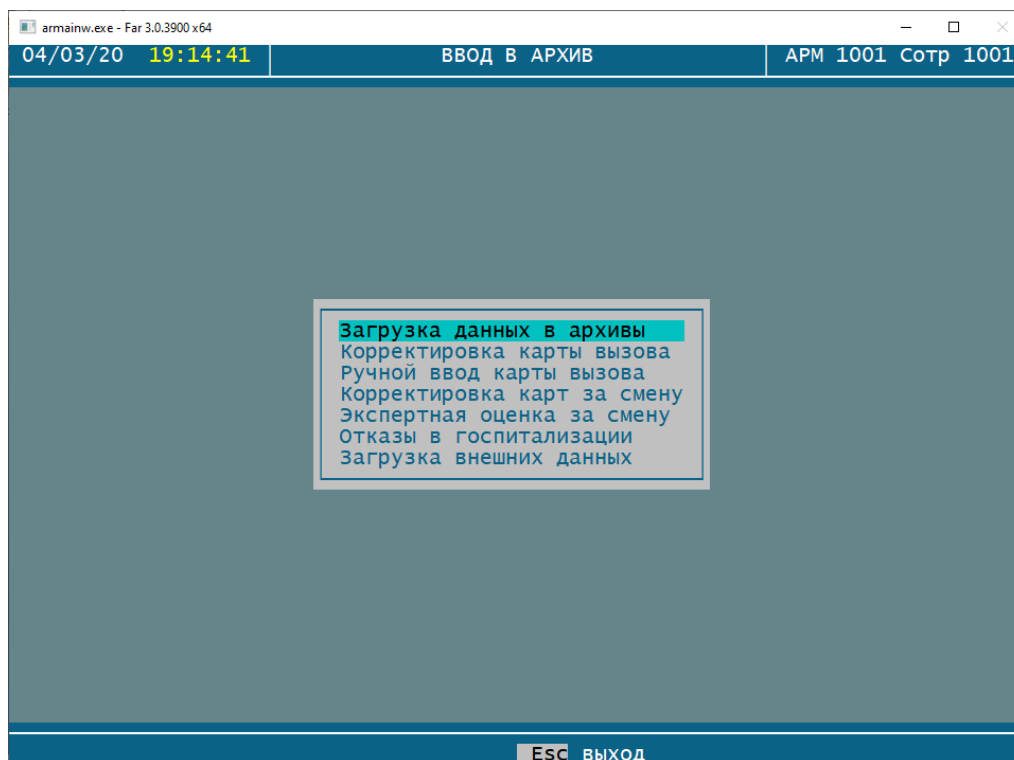 armainw.exe - Far 3.0.3900 x64
04/03/20 19:14:41 ВВОД В АРХИВ АРМ 1001 Сотр 1001
Загрузка данных в архивы
Корректировка карты вызова
Ручной ввод карты вызова
Корректировка карт за смену
Экспертная оценка за смену
Отказы в госпитализации
Загрузка внешних данных
Esc выход